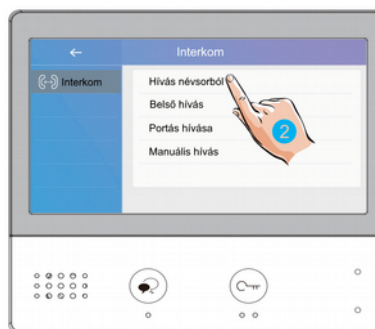 Interkom
Interkom
Hívás névsorból
Belső hívás
Portás hívása
Manuális hívás
2